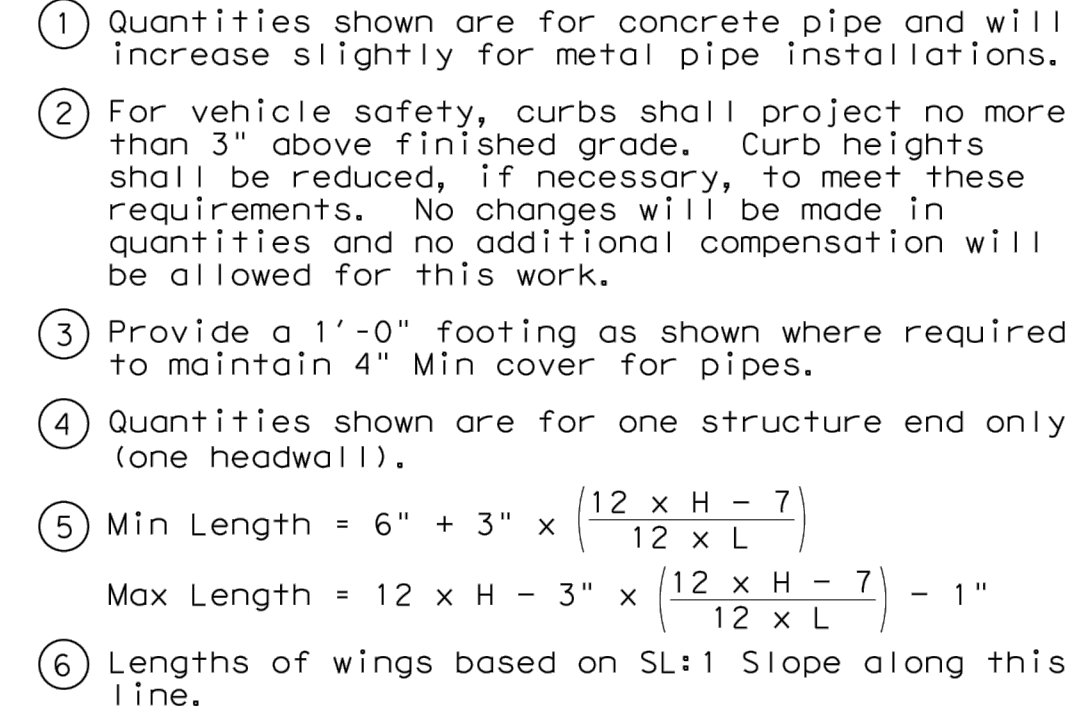 1 Quantities shown are for concrete pipe and will
increase slightly for metal pipe installations.
2 For vehicle safety, curbs shall project no more
than 3" above finished grade. Curb heights
shall be reduced, if necessary, to meet these
requirements. No changes will be made in
quantities and no additional compensation will
be allowed for this work.
3 Provide a 1'-0" footing as shown where required
to maintain 4" Min cover for pipes.
4 Quantities shown are for one structure end only
(one headwall).
5 Min Length = 6" + 3" x (12 x H - 7 / 12 x L)
Max Length = 12 x H - 3" x (12 x H - 7 / 12 x L) - 1"
6 Lengths of wings based on SL:1 Slope along this
line.